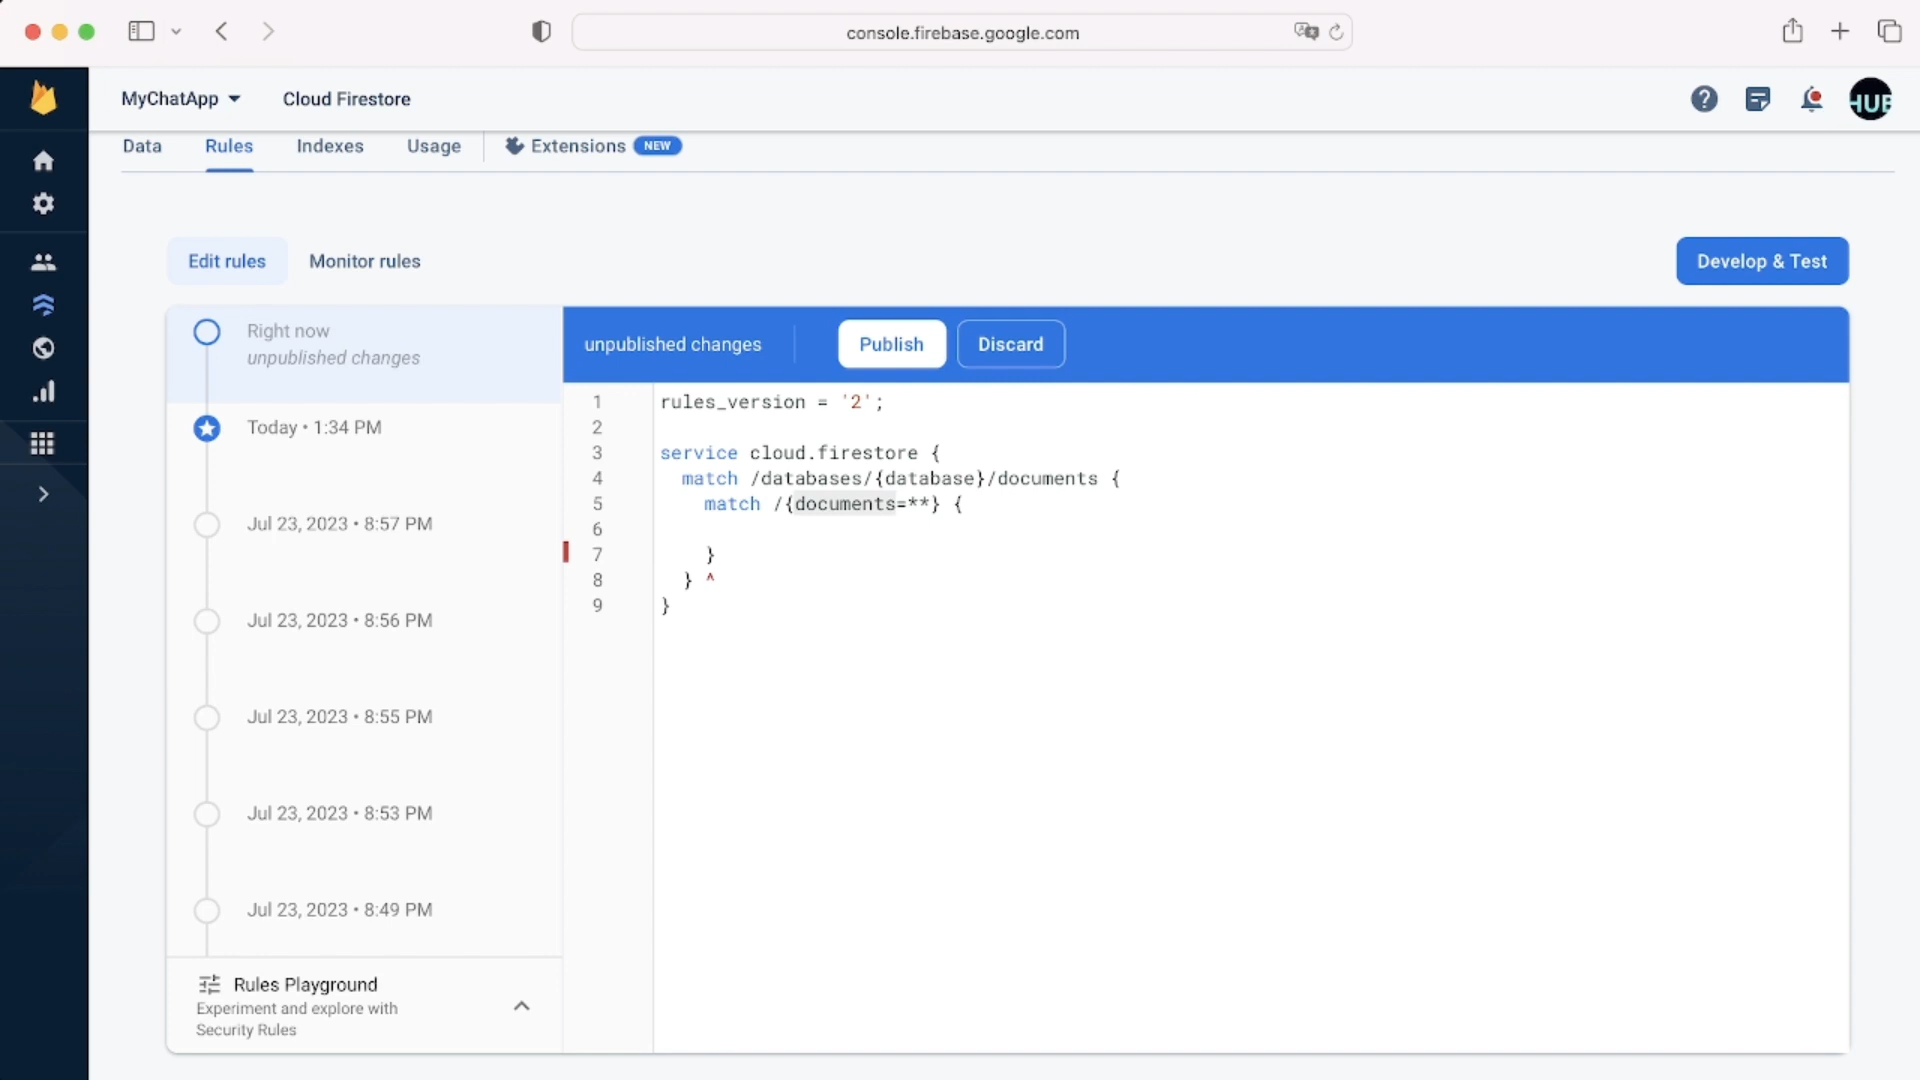 console.firebase.google.com
MyChatApp Cloud Firestore
HUE
Data Rules Indexes Usage Extensions NEW
Edit rules Monitor rules Develop & Test
Right now
unpublished changes
unpublished changes Publish Discard
Today • 1:34 PM
Jul 23, 2023 • 8:57 PM
Jul 23, 2023 • 8:56 PM
Jul 23, 2023 • 8:55 PM
Jul 23, 2023 • 8:53 PM
Jul 23, 2023 • 8:49 PM
Rules Playground
Experiment and explore with
Security Rules
1 rules_version = '2';
2
3 service cloud.firestore {
4 match /databases/{database}/documents {
5 match /{documents=**} {
6
7 }
8 } ^
9 }